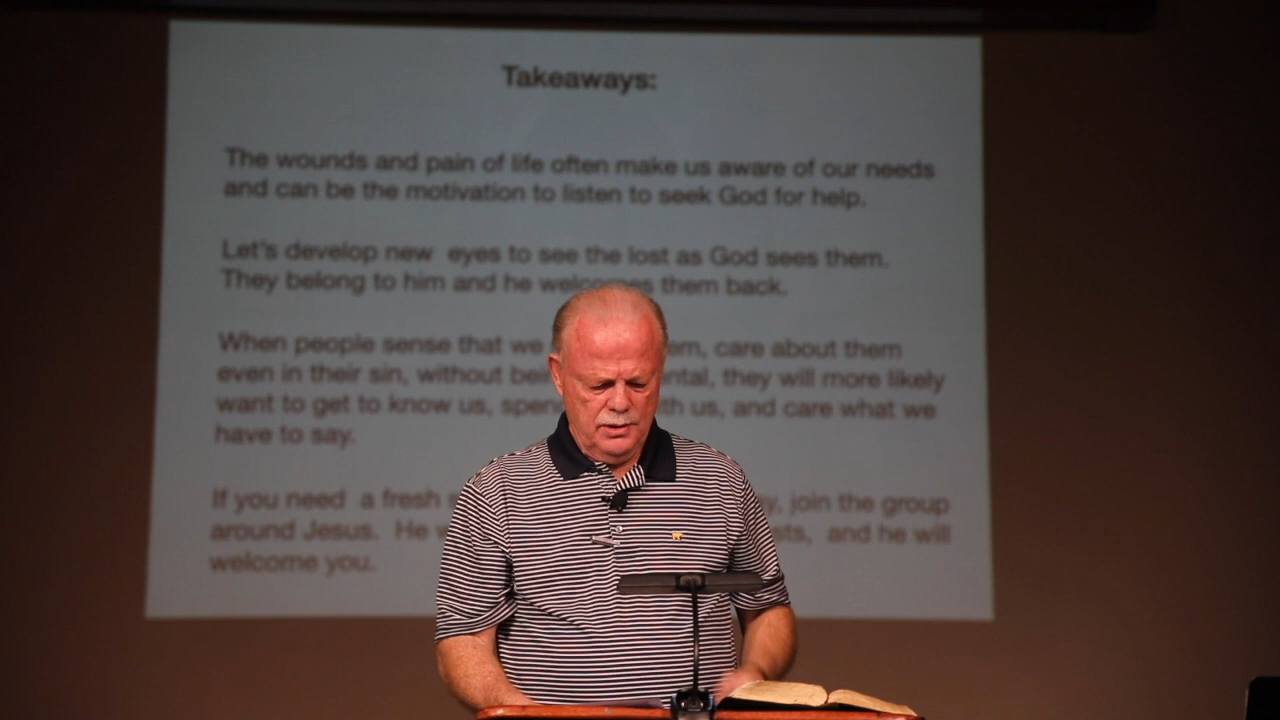 Takeaways:
The wounds and pain of life often make us aware of our needs
and can be the motivation to listen to seek God for help.
Let's develop new eyes to see the lost as God sees them.
They belong to him and he welcomes them back.
When people sense that we em, care about them
even in their sin, without bei ntal, they will more likely
want to get to know us, spen th us, and care what we
have to say.
If you need a fresh y, join the group
around Jesus. He w sts, and he will
welcome you.